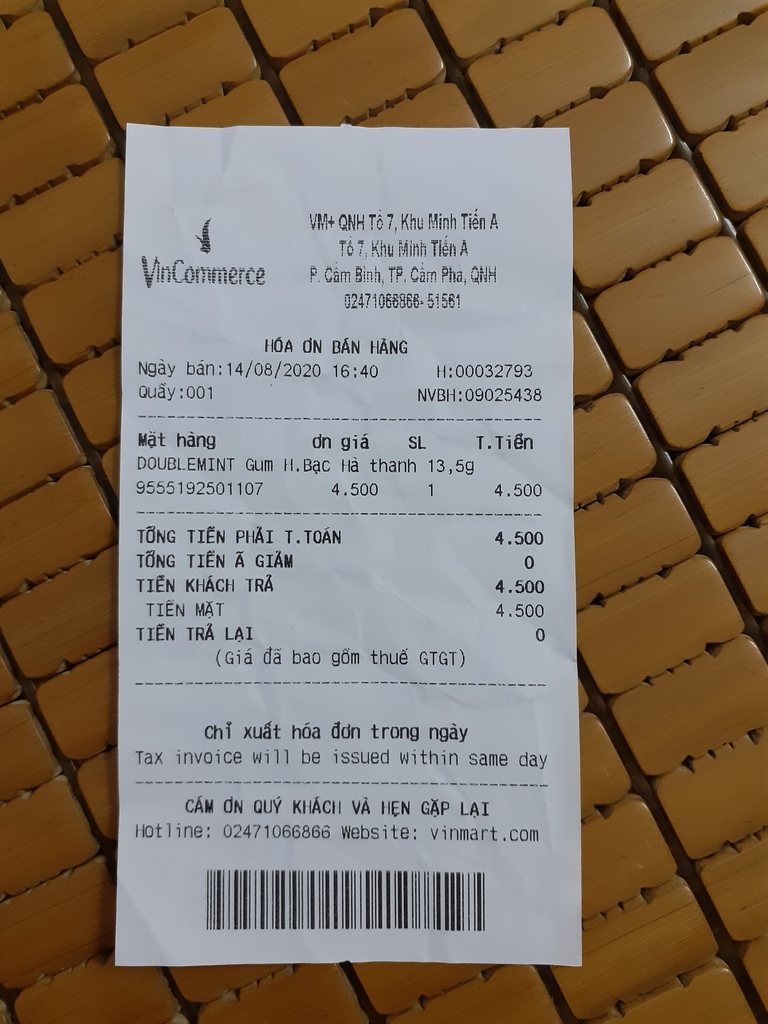 VinCommerce
VM+ QNH Tổ 7, Khu Minh Tiến A
Tổ 7, Khu Minh Tiến A
P. Cẩm Bình, TP. Cẩm Phả, QNH
02471066866-51561
HÓA ƠN BÁN HÀNG
Ngày bán:14/08/2020 16:40 H:00032793
Quầy:001 NVBH:09025438
Mặt hàng ơn giá SL T.Tiền
DOUBLEMINT Gum H.Bạc Hà thanh 13,5g
9555192501107 4.500 1 4.500
TỔNG TIỀN PHẢI T.TOÁN 4.500
TỔNG TIỀN Ã GIẢM 0
TIỀN KHÁCH TRẢ 4.500
TIỀN MẶT 4.500
TIỀN TRẢ LẠI 0
(Giá đã bao gồm thuế GTGT)
Chỉ xuất hóa đơn trong ngày
Tax invoice will be issued within same day
CẢM ƠN QUÝ KHÁCH VÀ HẸN GẶP LẠI
Hotline: 02471066866 Website: vinmart.com